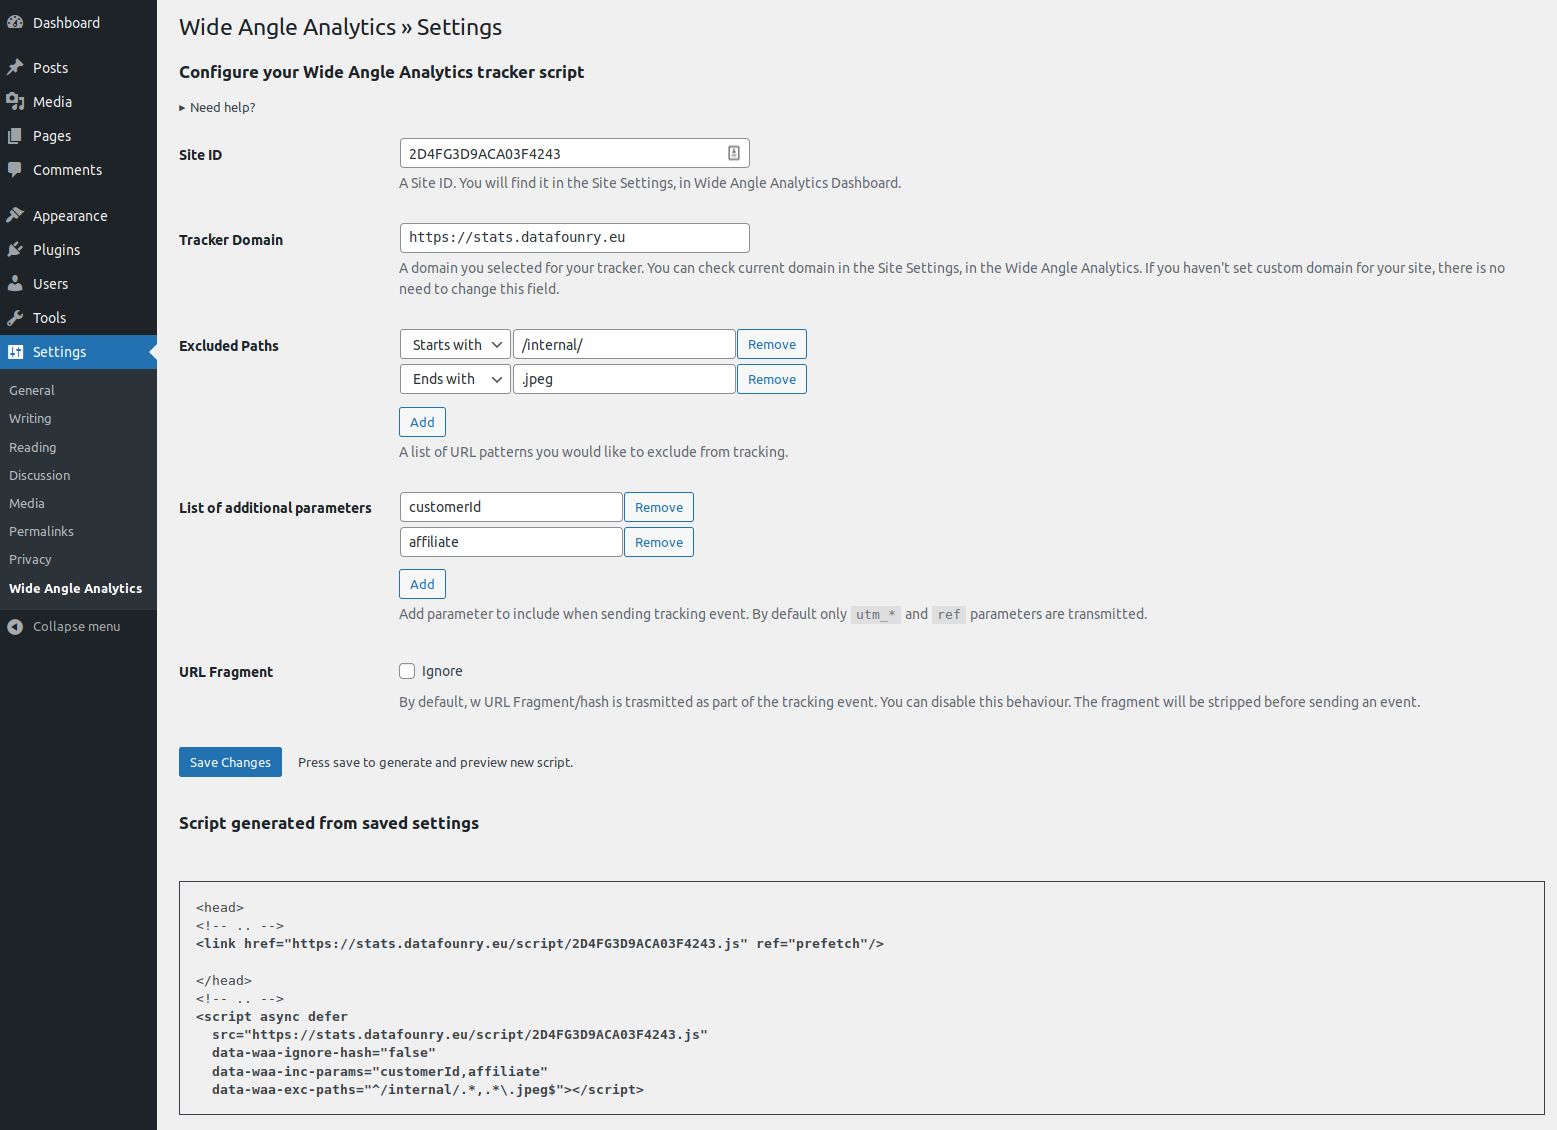 Dashboard
Posts
Media
Pages
Comments
Appearance
Plugins
Users
Tools
Settings
General
Writing
Reading
Discussion
Media
Permalinks
Privacy
Wide Angle Analytics
Collapse menu
Wide Angle Analytics » Settings
Configure your Wide Angle Analytics tracker script
▸ Need help?
Site ID
2D4FG3D9ACA03F4243
A Site ID. You will find it in the Site Settings, in Wide Angle Analytics Dashboard.
Tracker Domain
https://stats.datafounry.eu
A domain you selected for your tracker. You can check current domain in the Site Settings, in the Wide Angle Analytics. If you haven't set custom domain for your site, there is no
need to change this field.
Excluded Paths
Starts with /internal/ Remove
Ends with .jpeg Remove
Add
A list of URL patterns you would like to exclude from tracking.
List of additional parameters
customerId Remove
affiliate Remove
Add
Add parameter to include when sending tracking event. By default only utm_* and ref parameters are transmitted.
URL Fragment
Ignore
By default, w URL Fragment/hash is trasmitted as part of the tracking event. You can disable this behaviour. The fragment will be stripped before sending an event.
Save Changes Press save to generate and preview new script.
Script generated from saved settings
<head>
<!-- .. -->
<link href="https://stats.datafounry.eu/script/2D4FG3D9ACA03F4243.js" ref="prefetch"/>
</head>
<!-- .. -->
<script async defer
src="https://stats.datafounry.eu/script/2D4FG3D9ACA03F4243.js"
data-waa-ignore-hash="false"
data-waa-inc-params="customerId,affiliate"
data-waa-exc-paths="^/internal/.*,.*\.jpeg$"></script>